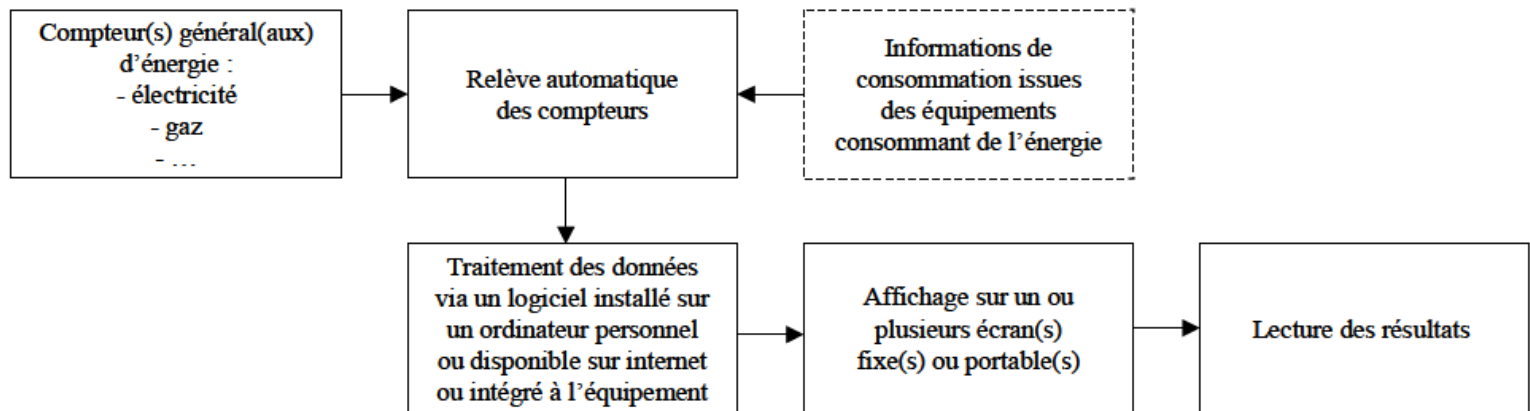 Compteur(s) général(aux)
d’énergie :
- électricité
- gaz
- …
Relève automatique
des compteurs
Informations de
consommation issues
des équipements
consommant de l’énergie
Traitement des données
via un logiciel installé sur
un ordinateur personnel
ou disponible sur internet
ou intégré à l’équipement
Affichage sur un ou
plusieurs écran(s)
fixe(s) ou portable(s)
Lecture des résultats